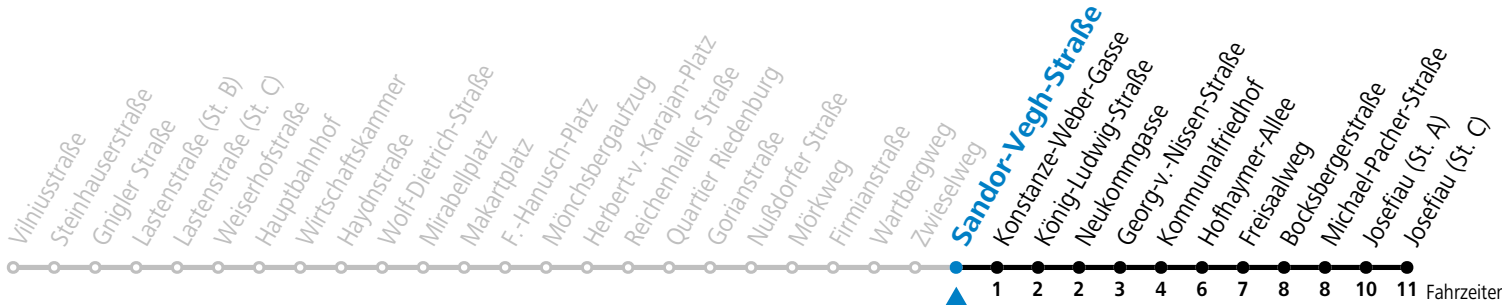 Vilniusstraße
Steinhauserstraße
Gnigler Straße
Lastenstraße (St. B)
Lastenstraße (St. C)
Weiserhofstraße
Hauptbahnhof
Wirtschaftskammer
Haydnstraße
Wolf-Dietrich-Straße
Mirabellplatz
Makartplatz
F.-Hanusch-Platz
Mönchsbergaufzug
Herbert-v. Karajan-Platz
Reichenhaller Straße
Quartier Riedenburg
Gorianstraße
Nußdorfer Straße
Mörkweg
Firmianstraße
Wartbergweg
Zwieselweg
Sandor-Vegh-Straße
Konstanze-Weber-Gasse
König-Ludwig-Straße
Neukommgasse
Georg-v.-Nissen-Straße
Kommunalfriedhof
Hofhaymer-Allee
Freisaalweg
Bocksbergerstraße
Michael-Pacher-Straße
Josefiau (St. A)
Josefiau (St. C)
1 2 2 3 4 6 7 8 8 10 11 Fahrzeiter